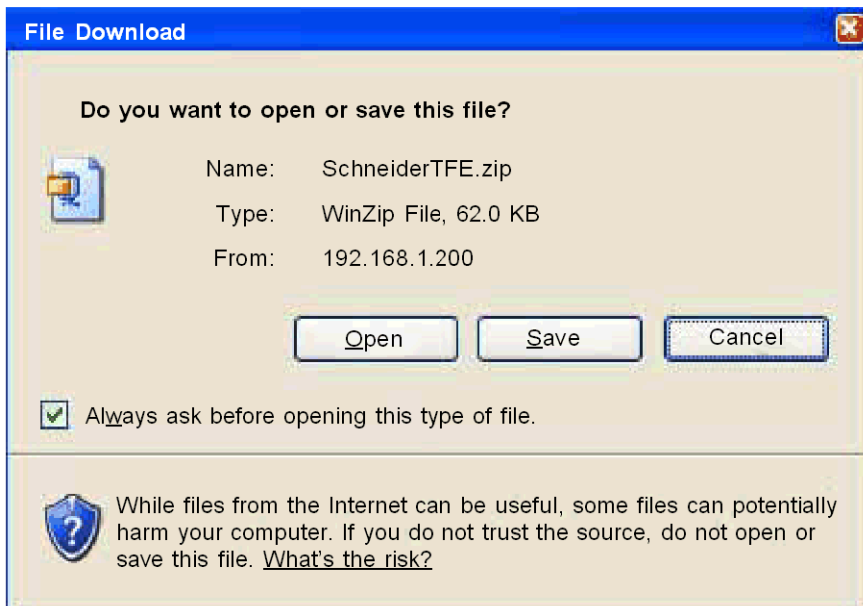 File Download
Do you want to open or save this file?
Name: SchneiderTFE.zip
Type: WinZip File, 62.0 KB
From: 192.168.1.200
Open Save Cancel
Always ask before opening this type of file.
While files from the Internet can be useful, some files can potentially
harm your computer. If you do not trust the source, do not open or
save this file. What's the risk?